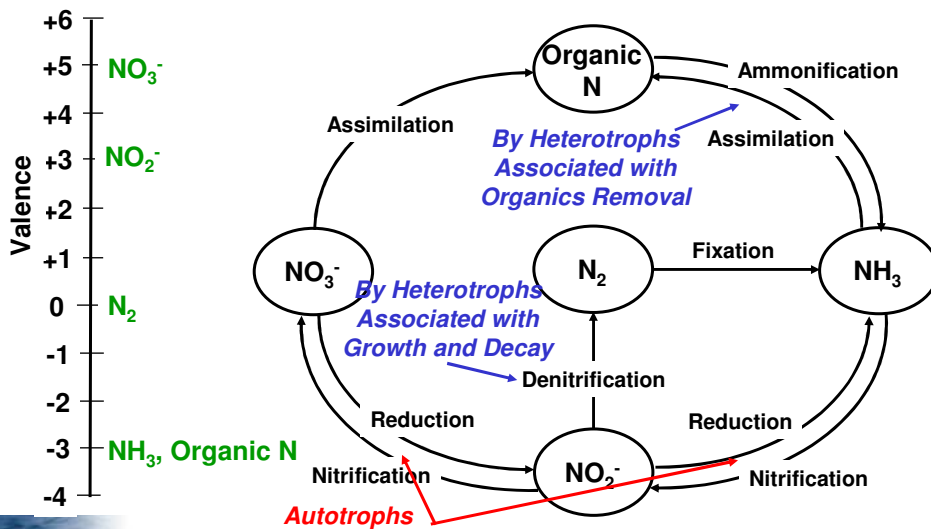 Valence
+6
+5
+4
+3
+2
+1
0
-1
-2
-3
-4
NO₃⁻
NO₂⁻
N₂
NH₃, Organic N
Organic
N
Ammonification
Assimilation
Assimilation
By Heterotrophs
Associated with
Organics Removal
NO₃⁻
N₂
Fixation
NH₃
By Heterotrophs
Associated with
Growth and Decay
Denitrification
Reduction
Reduction
Nitrification
NO₂⁻
Nitrification
Autotrophs